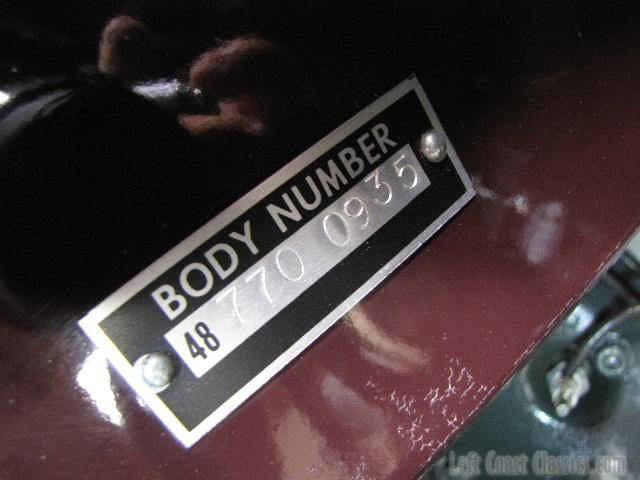 BODY NUMBER
48 770 0935
Left Coast Classics.com